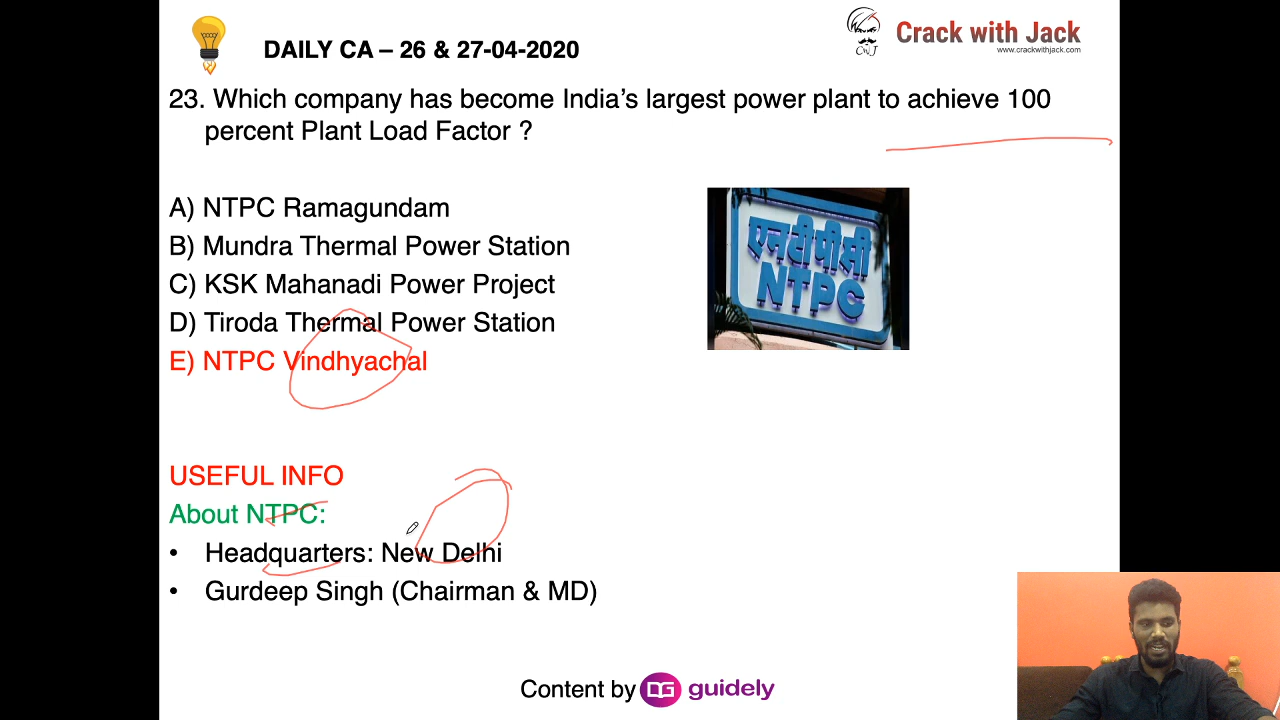 DAILY CA – 26 & 27-04-2020
Crack with Jack
www.crackwithjack.com
CwJ
23. Which company has become India’s largest power plant to achieve 100
percent Plant Load Factor ?
A) NTPC Ramagundam
B) Mundra Thermal Power Station
C) KSK Mahanadi Power Project
D) Tiroda Thermal Power Station
E) NTPC Vindhyachal
एनटीपीसी
NTPC
USEFUL INFO
About NTPC:
• Headquarters: New Delhi
• Gurdeep Singh (Chairman & MD)
Content by DG guidely